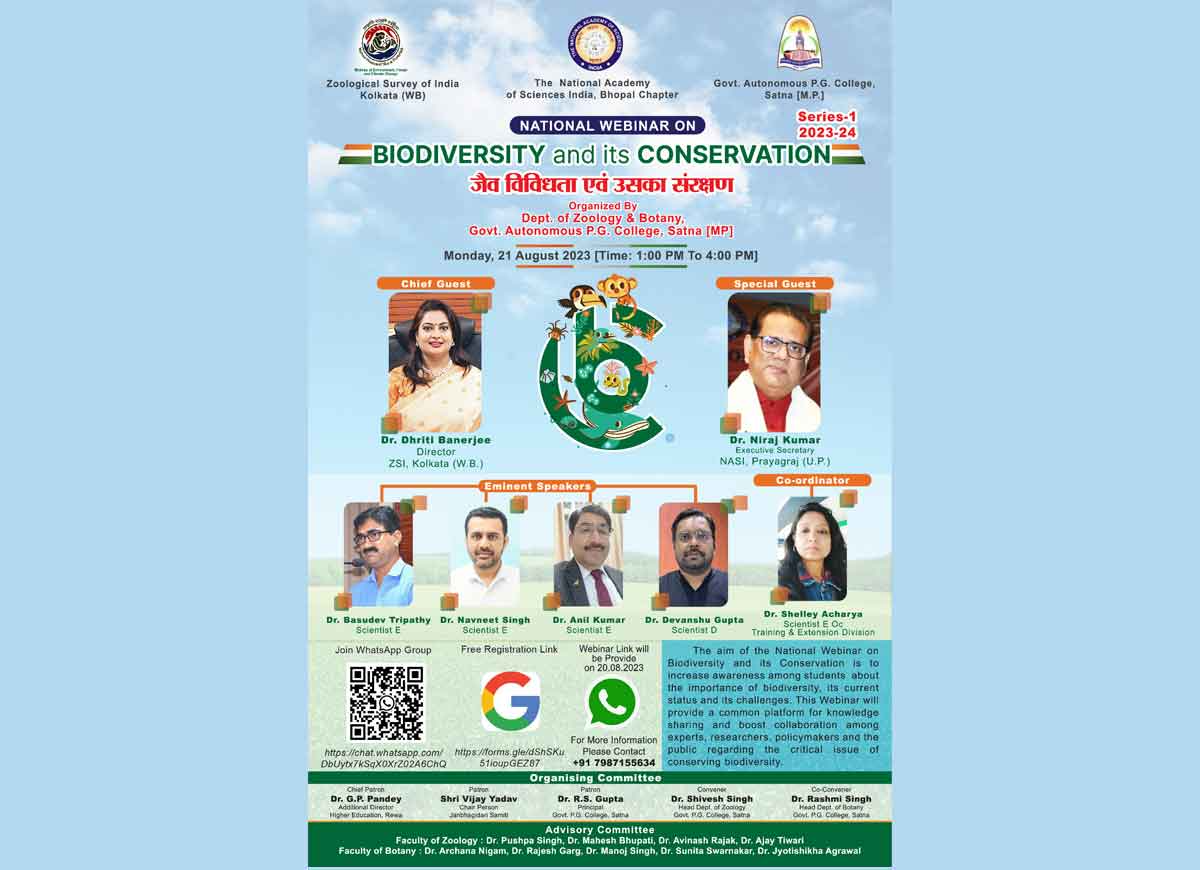 Zoological Survey of India
Kolkata (WB)
The National Academy
of Sciences India, Bhopal Chapter
Govt. Autonomous P.G. College,
Satna [M.P.]
THE NATIONAL ACADEMY OF SCIENCES
INDIA
NATIONAL WEBINAR ON
Series-1
2023-24
BIODIVERSITY and its CONSERVATION
जैव विविधता एवं उसका संरक्षण
Organized By
Dept. of Zoology & Botany,
Govt. Autonomous P.G. College, Satna [MP]
Monday, 21 August 2023 [Time: 1:00 PM To 4:00 PM]
Chief Guest
Dr. Dhriti Banerjee
Director
ZSI, Kolkata (W.B.)
Special Guest
Dr. Niraj Kumar
Executive Secretary
NASI, Prayagraj (U.P.)
Eminent Speakers
Dr. Basudev Tripathy
Scientist E
Dr. Navneet Singh
Scientist E
Dr. Anil Kumar
Scientist E
Dr. Devanshu Gupta
Scientist D
Co-ordinator
Dr. Shelley Acharya
Scientist E Oc
Training & Extension Division
Join WhatsApp Group
https://chat.whatsapp.com/
DbUytx7kSqX0XrZ02A6ChQ
Free Registration Link
https://forms.gle/dShSKu
51ioupGEZ87
Webinar Link will
be Provide
on 20.08.2023
For More Information
Please Contact
+91 7987155634
The aim of the National Webinar on
Biodiversity and its Conservation is to
increase awareness among students about
the importance of biodiversity, its current
status and its challenges. This Webinar will
provide a common platform for knowledge
sharing and boost collaboration among
experts, researchers, policymakers and the
public regarding the critical issue of
conserving biodiversity.
Organising Committee
Chief Patron
Dr. G.P. Pandey
Additional Director
Higher Education, Rewa
Patron
Shri Vijay Yadav
Chair Person
Janbhagidari Samiti
Patron
Dr. R.S. Gupta
Principal
Govt. P.G. College, Satna
Convener
Dr. Shivesh Singh
Head Dept. of Zoology
Govt. P.G. College, Satna
Co-Convener
Dr. Rashmi Singh
Head Dept. of Botany
Govt. P.G. College, Satna
Advisory Committee
Faculty of Zoology : Dr. Pushpa Singh, Dr. Mahesh Bhupati, Dr. Avinash Rajak, Dr. Ajay Tiwari
Faculty of Botany : Dr. Archana Nigam, Dr. Rajesh Garg, Dr. Manoj Singh, Dr. Sunita Swarnakar, Dr. Jyotishikha Agrawal